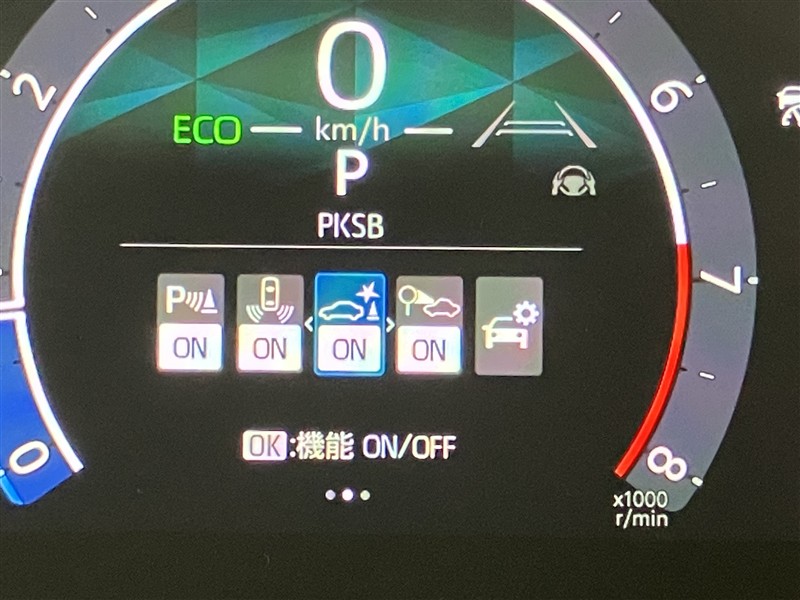 0
2
6
ECO
km/h
P
PKSB
7
P
ON
ON
ON
ON
OK:機能 ON/OFF
0
8
x1000
r/min